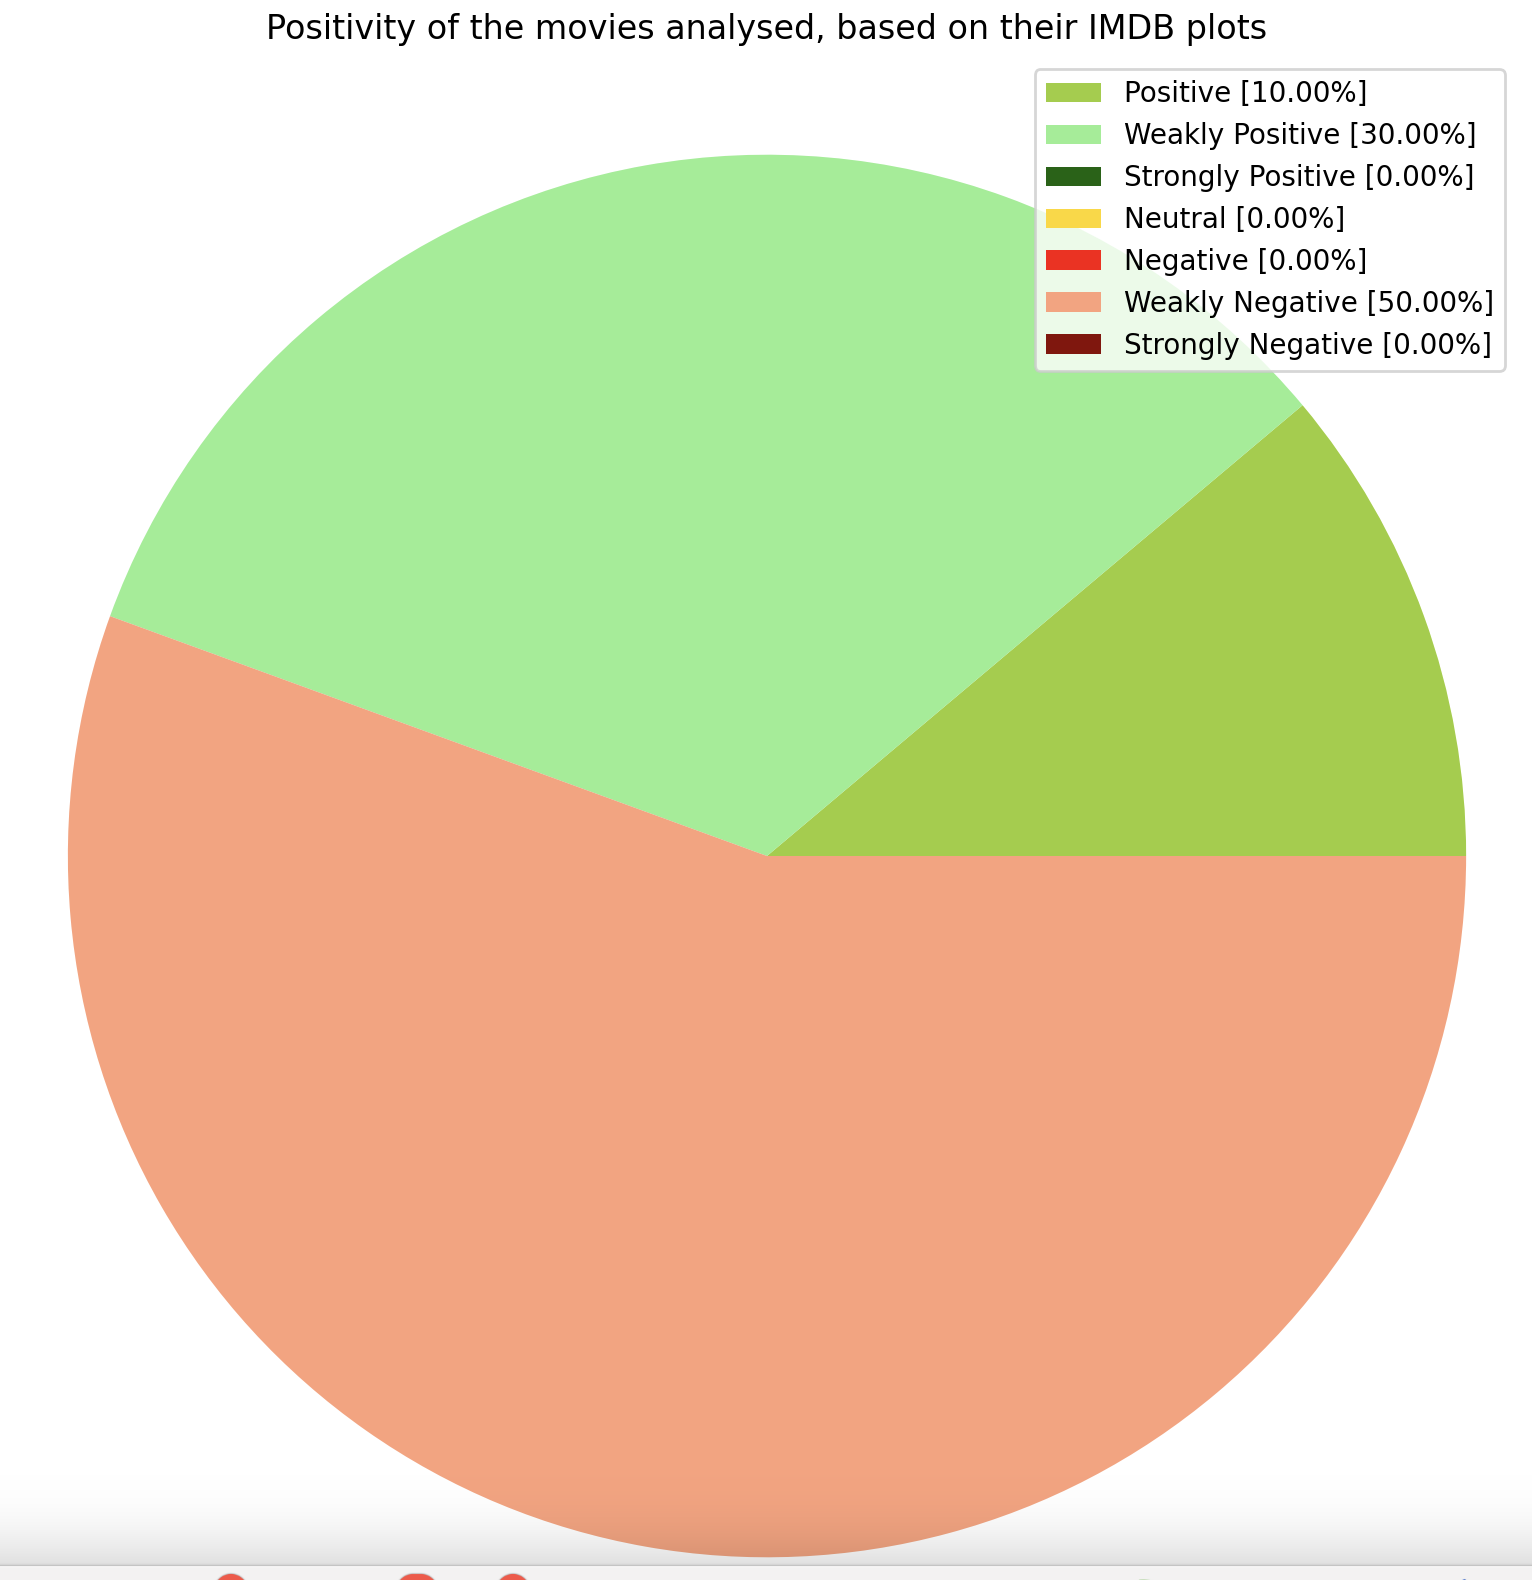 Positivity of the movies analysed, based on their IMDB plots
Positive [10.00%]
Weakly Positive [30.00%]
Strongly Positive [0.00%]
Neutral [0.00%]
Negative [0.00%]
Weakly Negative [50.00%]
Strongly Negative [0.00%]